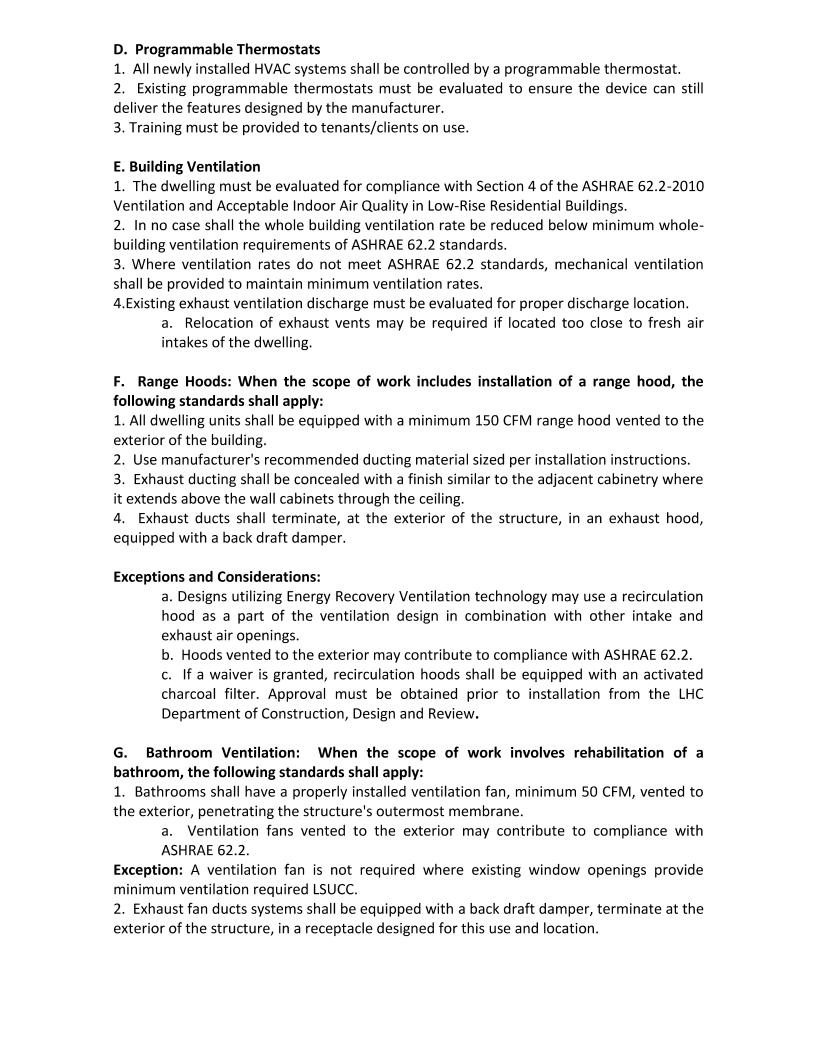 D. Programmable Thermostats
1. All newly installed HVAC systems shall be controlled by a programmable thermostat.
2. Existing programmable thermostats must be evaluated to ensure the device can still
deliver the features designed by the manufacturer.
3. Training must be provided to tenants/clients on use.
E. Building Ventilation
1. The dwelling must be evaluated for compliance with Section 4 of the ASHRAE 62.2-2010
Ventilation and Acceptable Indoor Air Quality in Low-Rise Residential Buildings.
2. In no case shall the whole building ventilation rate be reduced below minimum whole-
building ventilation requirements of ASHRAE 62.2 standards.
3. Where ventilation rates do not meet ASHRAE 62.2 standards, mechanical ventilation
shall be provided to maintain minimum ventilation rates.
4.Existing exhaust ventilation discharge must be evaluated for proper discharge location.
a. Relocation of exhaust vents may be required if located too close to fresh air
intakes of the dwelling.
F. Range Hoods: When the scope of work includes installation of a range hood, the
following standards shall apply:
1. All dwelling units shall be equipped with a minimum 150 CFM range hood vented to the
exterior of the building.
2. Use manufacturer's recommended ducting material sized per installation instructions.
3. Exhaust ducting shall be concealed with a finish similar to the adjacent cabinetry where
it extends above the wall cabinets through the ceiling.
4. Exhaust ducts shall terminate, at the exterior of the structure, in an exhaust hood,
equipped with a back draft damper.
Exceptions and Considerations:
a. Designs utilizing Energy Recovery Ventilation technology may use a recirculation
hood as a part of the ventilation design in combination with other intake and
exhaust air openings.
b. Hoods vented to the exterior may contribute to compliance with ASHRAE 62.2.
c. If a waiver is granted, recirculation hoods shall be equipped with an activated
charcoal filter. Approval must be obtained prior to installation from the LHC
Department of Construction, Design and Review.
G. Bathroom Ventilation: When the scope of work involves rehabilitation of a
bathroom, the following standards shall apply:
1. Bathrooms shall have a properly installed ventilation fan, minimum 50 CFM, vented to
the exterior, penetrating the structure's outermost membrane.
a. Ventilation fans vented to the exterior may contribute to compliance with
ASHRAE 62.2.
Exception: A ventilation fan is not required where existing window openings provide
minimum ventilation required LSUCC.
2. Exhaust fan ducts systems shall be equipped with a back draft damper, terminate at the
exterior of the structure, in a receptacle designed for this use and location.